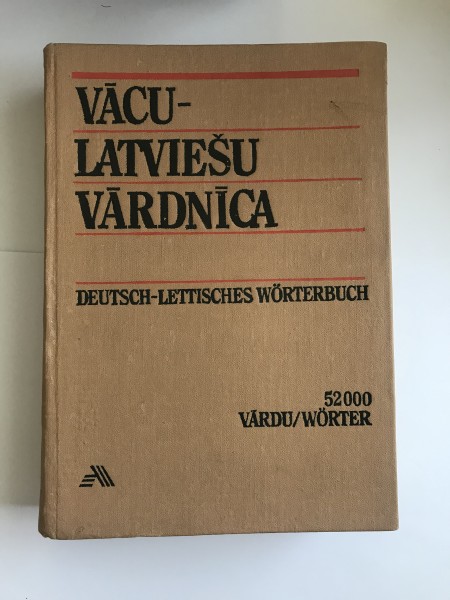 VĀCU-
LATVIEŠU
VĀRDNĪCA
DEUTSCH-LETTISCHES WÖRTERBUCH
52000
VĀRDU/WÖRTER